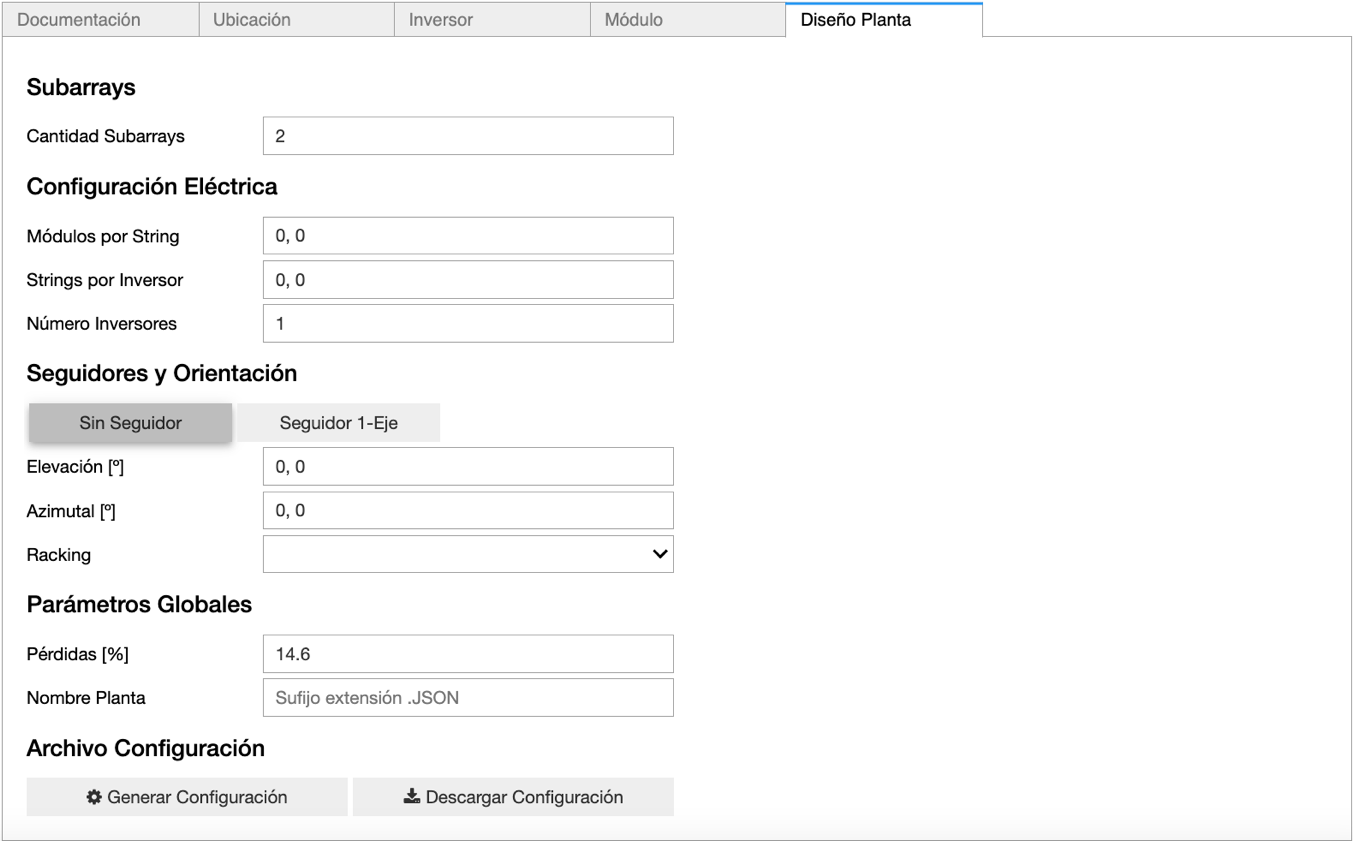 Documentación Ubicación Inversor Módulo Diseño Planta
Subarrays
Cantidad Subarrays 2
Configuración Eléctrica
Módulos por String 0, 0
Strings por Inversor 0, 0
Número Inversores 1
Seguidores y Orientación
Sin Seguidor Seguidor 1-Eje
Elevación [º] 0, 0
Azimutal [º] 0, 0
Racking
Parámetros Globales
Pérdidas [%] 14.6
Nombre Planta Sufijo extensión .JSON
Archivo Configuración
Generar Configuración Descargar Configuración